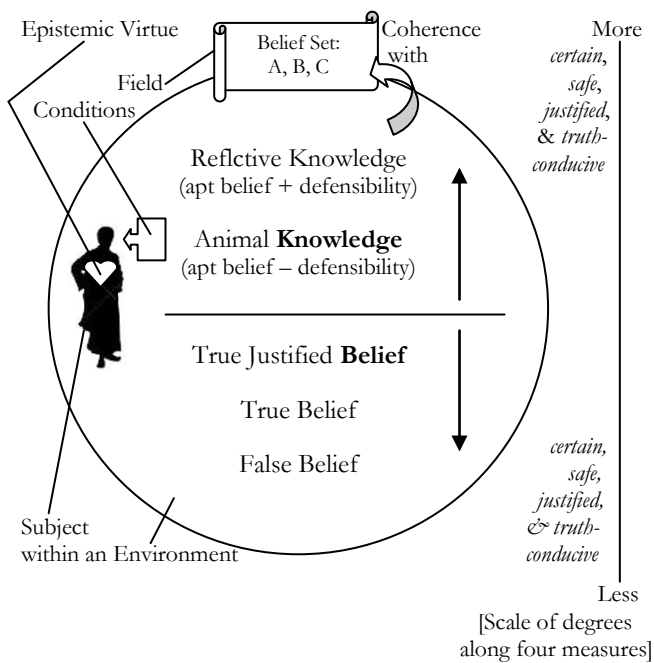 Epistemic Virtue
Belief Set:
A, B, C
Coherence
with
Field
Conditions
Reflctive Knowledge
(apt belief + defensibility)
Animal Knowledge
(apt belief – defensibility)
True Justified Belief
True Belief
False Belief
Subject
within an Environment
More
certain,
safe,
justified,
& truth-
conducive
certain,
safe,
justified,
& truth-
conducive
Less
[Scale of degrees
along four measures]